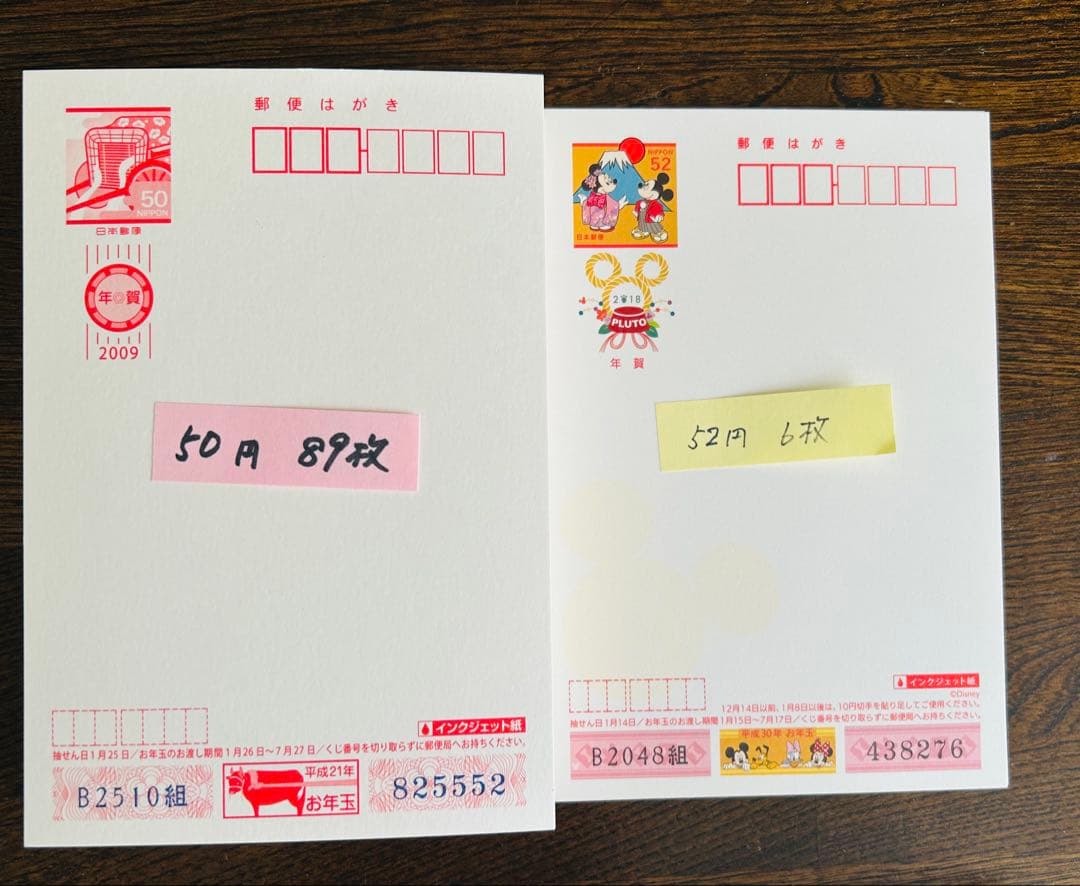 郵便はがき
50
NIPPON
日本郵便
年賀
2009
50円 89枚
インクジェット紙
抽せん日1月25日／お年玉のお渡し期間 1月26日～7月27日／くじ番号を切り取らずに郵便局へお持ちください。
B2510組
平成21年
お年玉
825552
郵便はがき
NIPPON
52
日本郵便
2018
PLUTO
年賀
52円 6枚
インクジェット紙
©Disney
12月14日以前、1月8日以後は、10円切手を貼り足してご使用ください。
抽せん日1月14日／お年玉のお渡し期間1月15日～7月17日／くじ番号を切り取らずに郵便局へお持ちください。
B2048組
平成30年 お年玉
438276